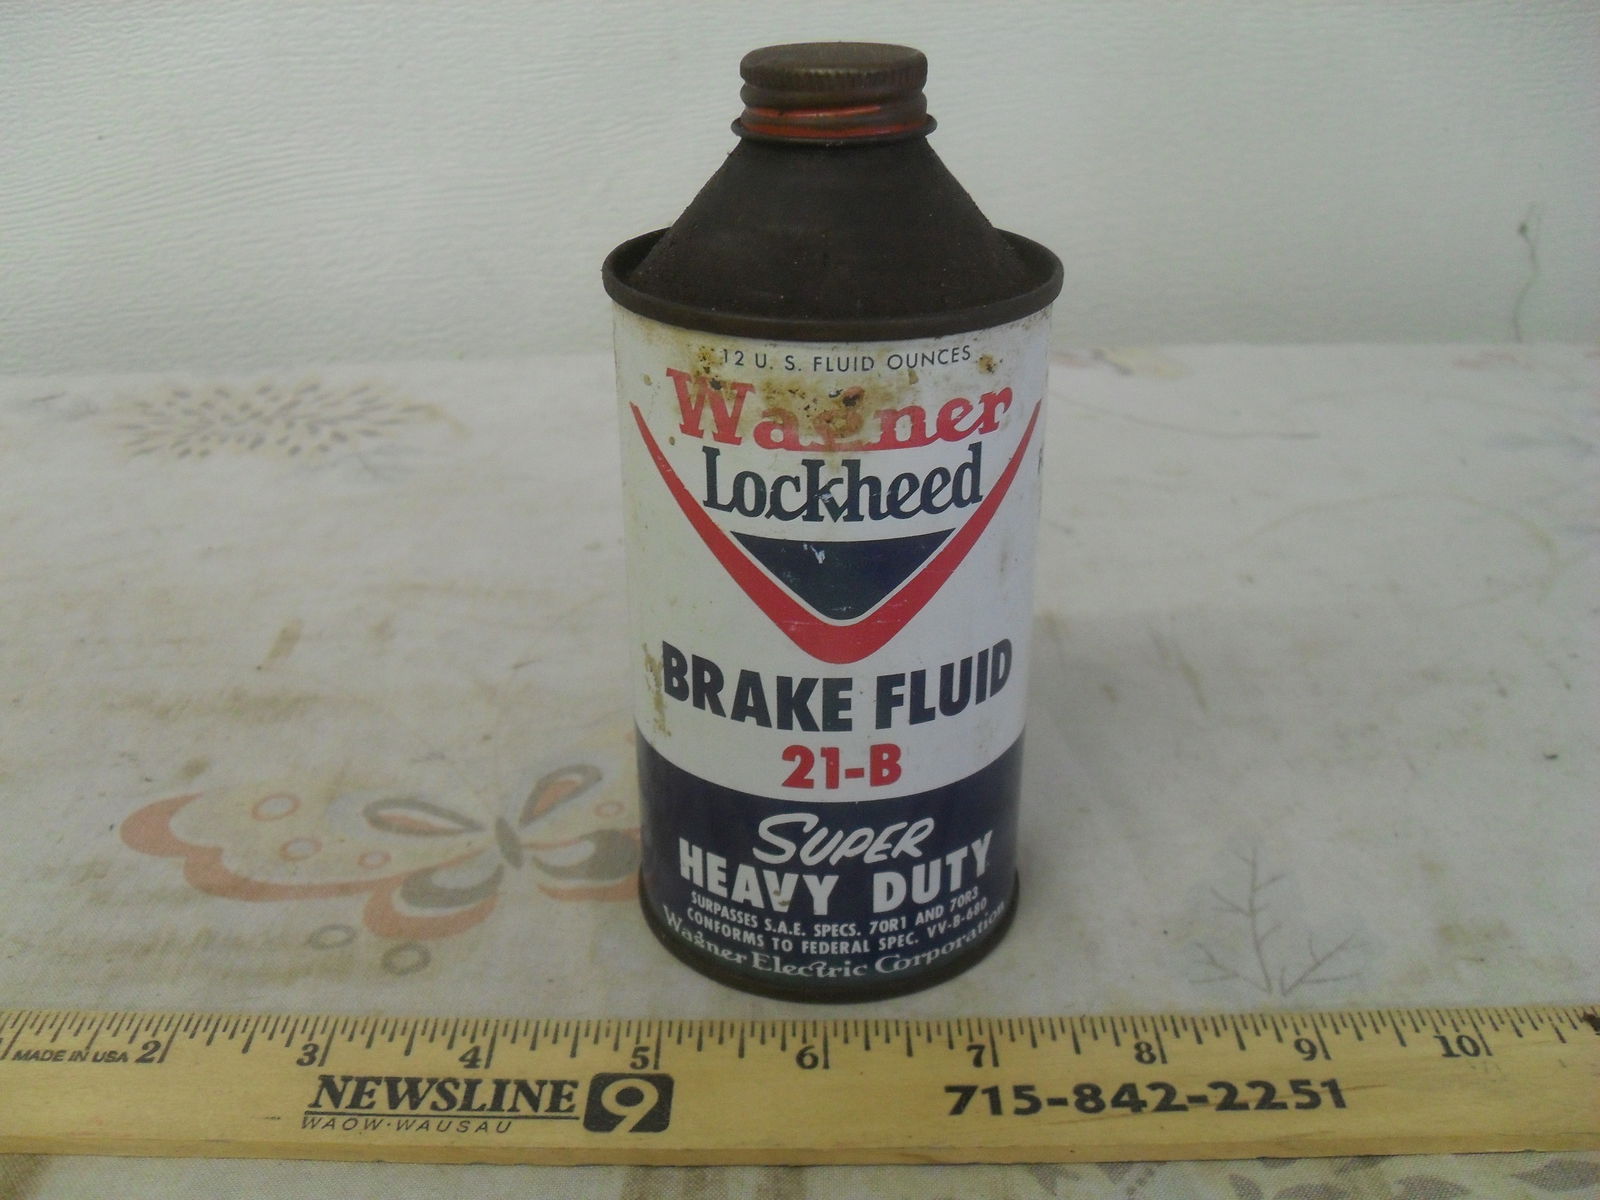 12 U. S. FLUID OUNCES
Wagner
Lockheed
BRAKE FLUID
21-B
SUPER
HEAVY DUTY
SURPASSES S.A.E. SPECS. 70R1 AND 70R3
CONFORMS TO FEDERAL SPEC. VV-B-680
Wagner Electric Corporation
MADE IN USA 2 3 4 5 6 7 8 9 10
NEWSLINE 9 715-842-2251
WAOW·WAUSAU